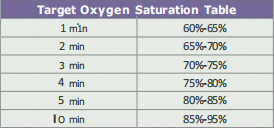 Target Oxygen Saturation Table
1 min 60%-65%
2 min 65%-70%
3 min 70%-75%
4 min 75%-80%
5 min 80%-85%
10 min 85%-95%